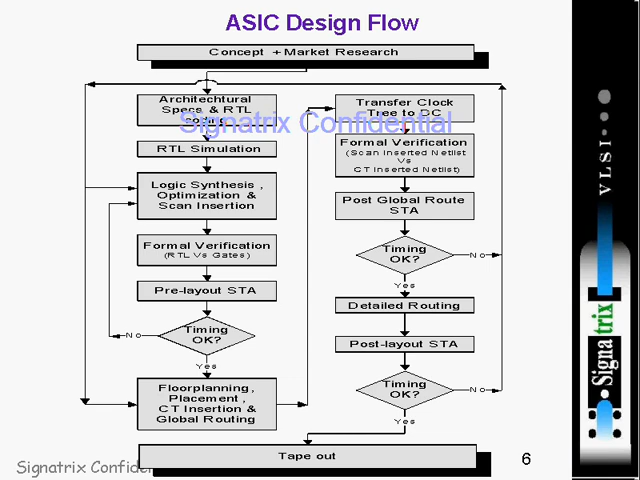 ASIC Design Flow
Concept + Market Research
Architechtural
Specs & RTL
coding
Signatrix Confidential
RTL Simulation
Logic Synthesis,
Optimization &
Scan Insertion
Formal Verification
(RTL Vs Gates)
Pre-layout STA
Timing
OK?
No
Yes
Floorplanning,
Placement,
CT Insertion &
Global Routing
Transfer Clock
Tree to DC
Formal Verification
(Scan Inserted Netlist
Vs
CT Inserted Netlist)
Post Global Route
STA
Timing
OK?
No
Yes
Detailed Routing
Post-layout STA
Timing
OK?
No
Yes
Tape out
Signatrix Confiden
6
VLSI
Signatrix